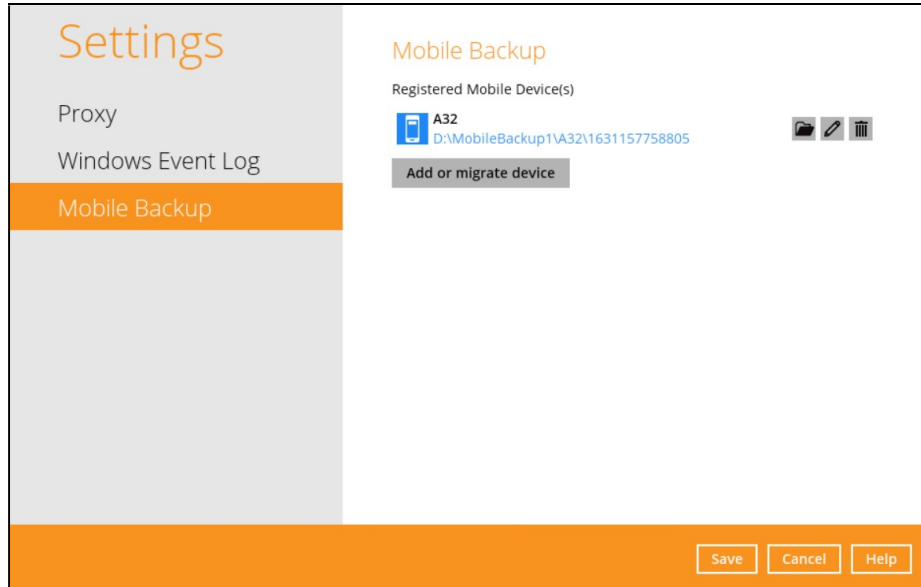 Settings
Proxy
Windows Event Log
Mobile Backup
Mobile Backup
Registered Mobile Device(s)
A32
D:\MobileBackup1\A32\1631157758805
Add or migrate device
Save
Cancel
Help